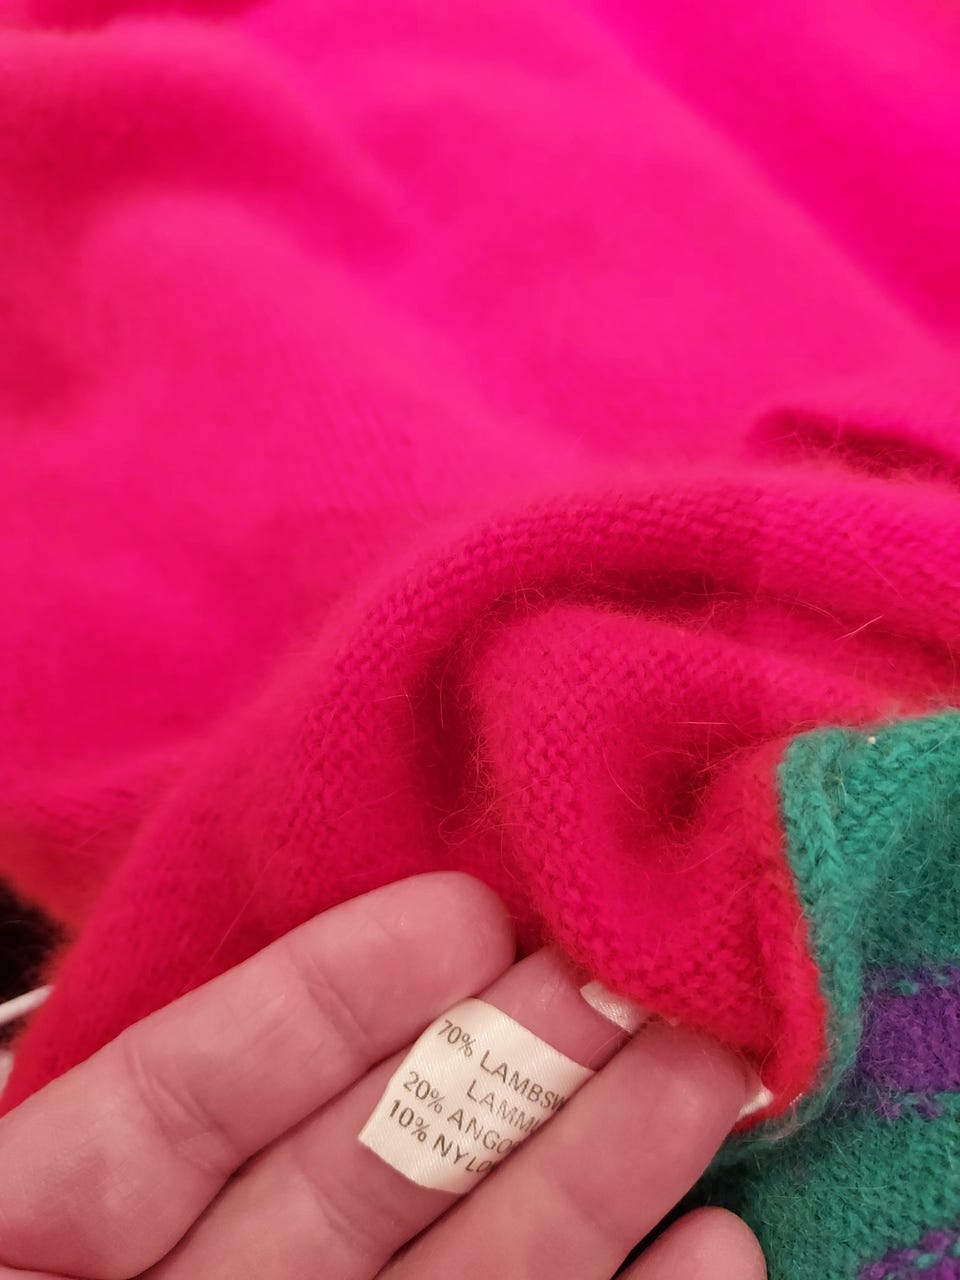 70% LAMBSW
LAMM
20% ANGO
10% NYLO